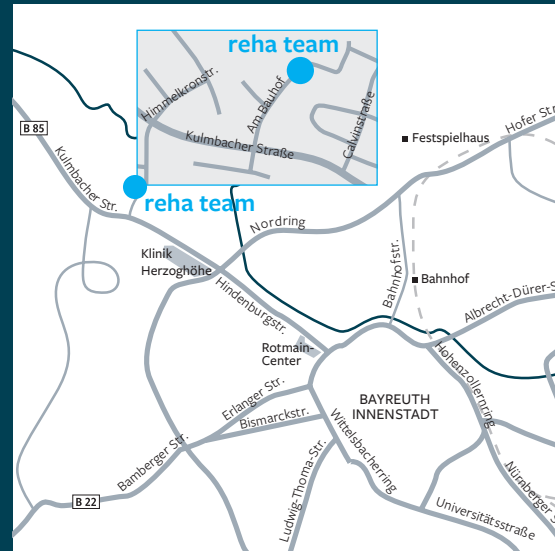 reha team
Himmelkronstr.
Am Bauhof
Calvinstraße
Kulmbacher Straße
B 85
Kulmbacher Str.
reha team
Festspielhaus
Hofer Str
Nordring
Klinik
Herzoghöhe
Bahnhofstr.
Bahnhof
Hindenburgstr.
Albrecht-Dürer-S
Rotmain-
Center
Hohenzollernring
BAYREUTH
INNENSTADT
Erlanger Str.
Bismarckstr.
Wittelsbacherring
Bamberger Str.
Ludwig-Thoma-Str.
Nürnberger S
B 22
Universitätsstraße